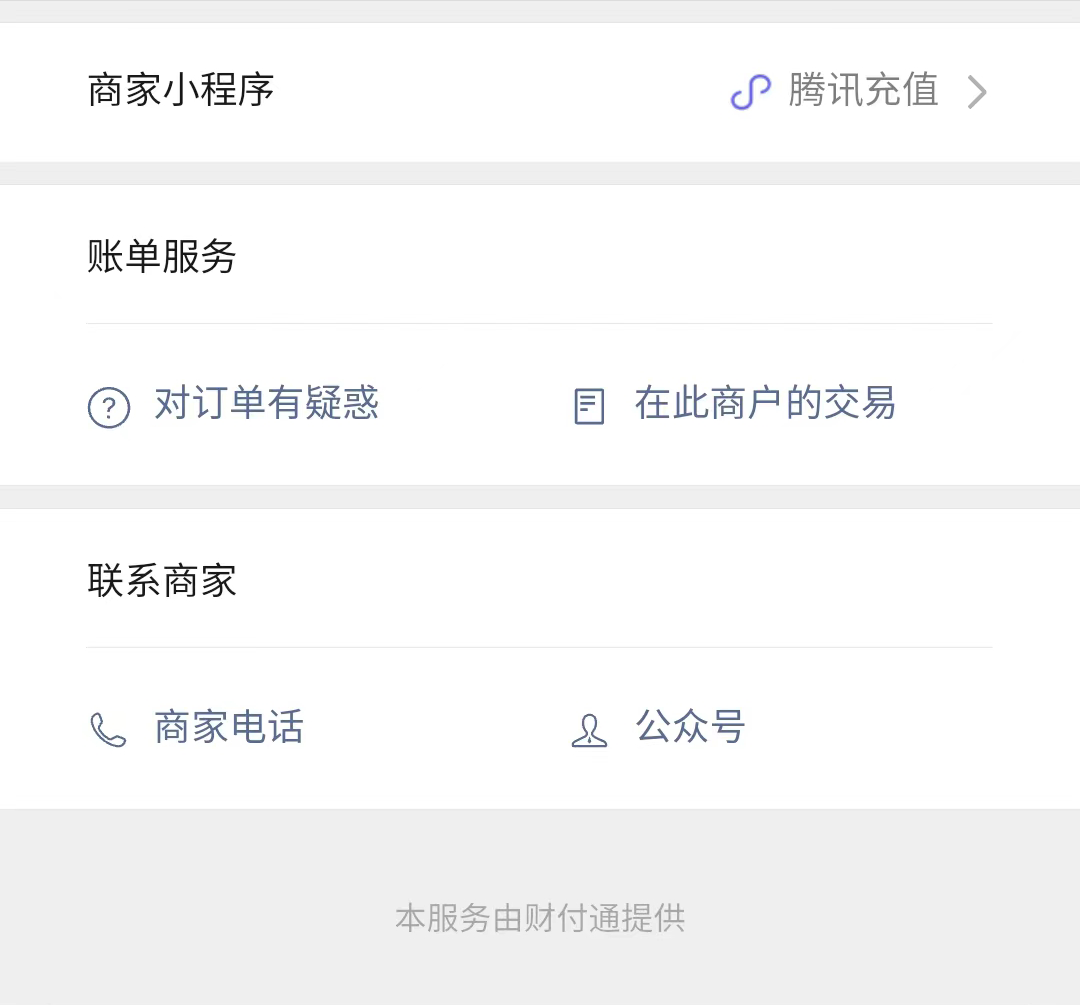 商家小程序
腾讯充值
账单服务
对订单有疑惑
在此商户的交易
联系商家
商家电话
公众号
本服务由财付通提供